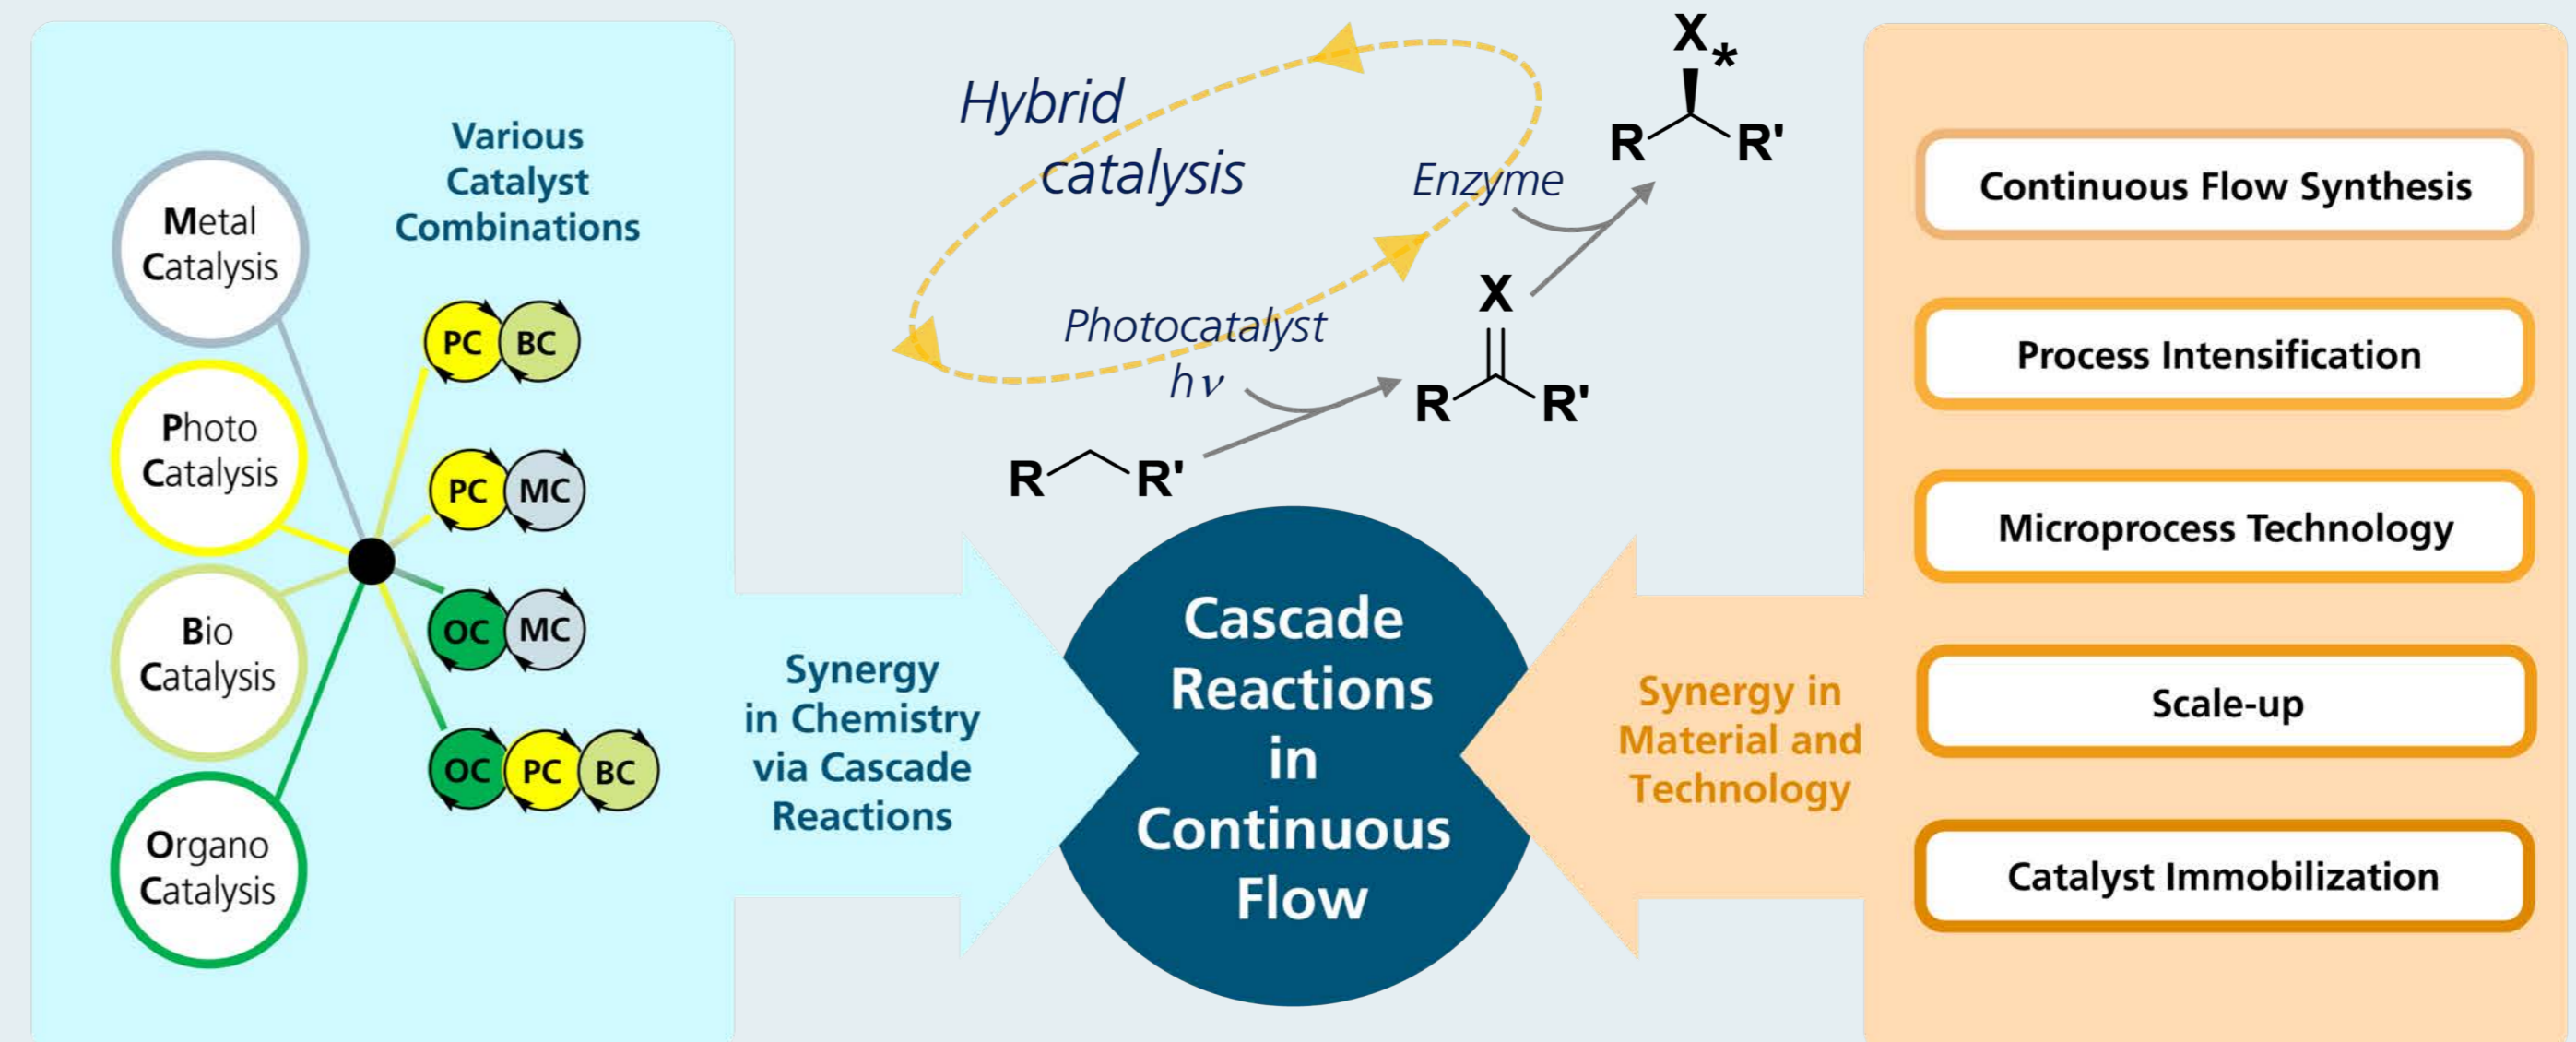 Various
Catalyst
Combinations
Metal
Catalysis
Photo
Catalysis
Bio
Catalysis
Organo
Catalysis
PC BC
PC MC
OC MC
OC PC BC
Synergy
in Chemistry
via Cascade
Reactions
Hybrid
catalysis
Enzyme
Photocatalyst
hν
R R'
X
R R'
X *
R R'
Cascade
Reactions
in
Continuous
Flow
Synergy in
Material and
Technology
Continuous Flow Synthesis
Process Intensification
Microprocess Technology
Scale-up
Catalyst Immobilization